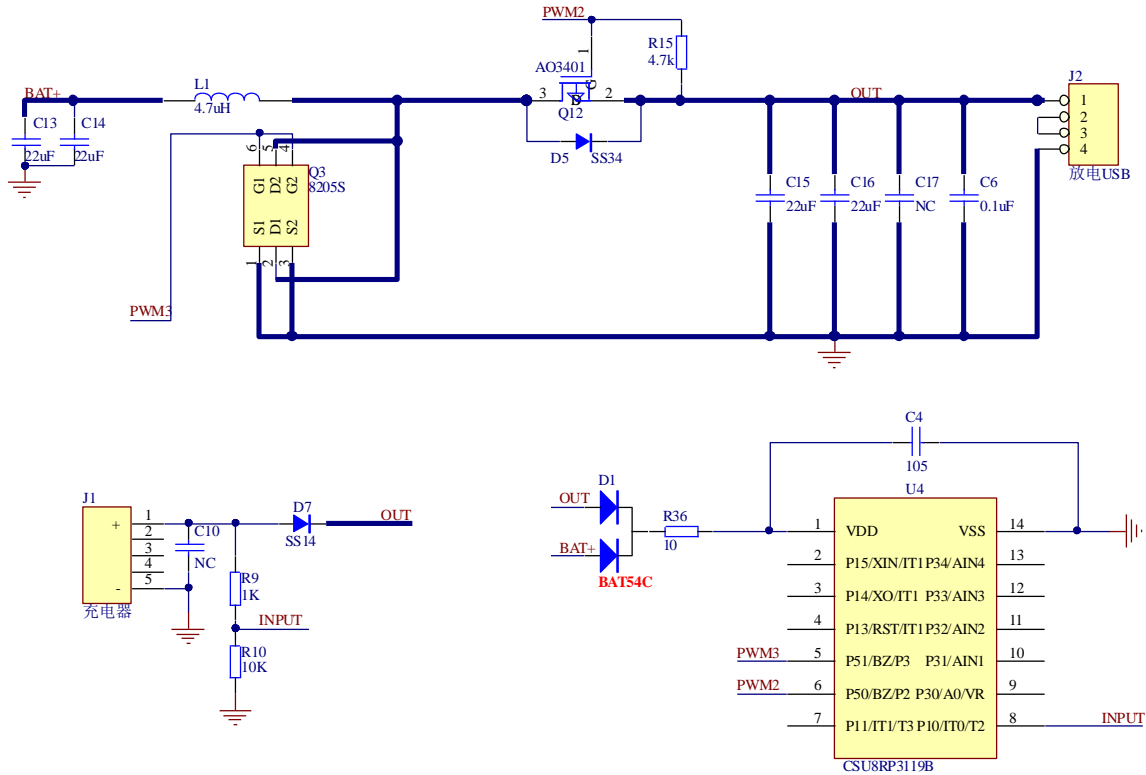 PWM2
R15
4.7k
1
AO3401
G
D
S
3
2
Q12
D5
SS34
BAT+
L1
4.7uH
C13
22uF
C14
22uF
6
5
4
G1
D2
G2
S1
D1
S2
1
2
3
Q3
8205S
PWM3
OUT
C15
22uF
C16
22uF
C17
NC
C6
0.1uF
J2
1
2
3
4
放电USB
J1
+
-
1
2
3
4
5
充电器
C10
NC
D7
SS14
OUT
R9
1K
INPUT
R10
10K
D1
OUT
BAT+
BAT54C
R36
10
C4
105
U4
1 VDD VSS 14
2 P15/XIN/IT1 P34/AIN4 13
3 P14/XO/IT1 P33/AIN3 12
4 P13/RST/IT1 P32/AIN2 11
PWM3 5 P51/BZ/P3 P31/AIN1 10
PWM2 6 P50/BZ/P2 P30/A0/VR 9
7 P11/IT1/T3 P10/IT0/T2 8 INPUT
CSU8RP3119B